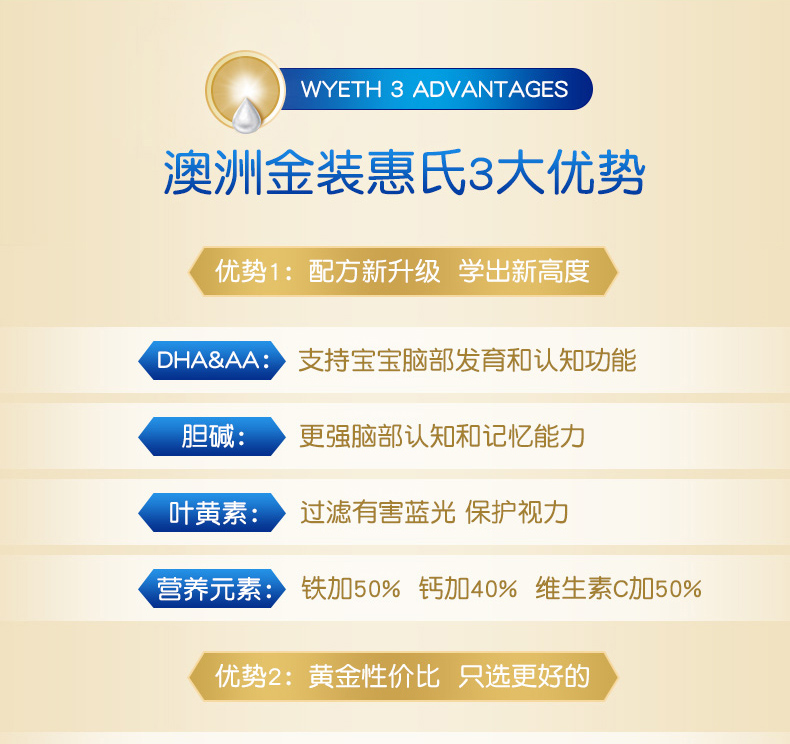 WYETH 3 ADVANTAGES
澳洲金装惠氏3大优势
优势1：配方新升级 学出新高度
DHA&AA： 支持宝宝脑部发育和认知功能
胆碱： 更强脑部认知和记忆能力
叶黄素： 过滤有害蓝光 保护视力
营养元素： 铁加50% 钙加40% 维生素C加50%
优势2：黄金性价比 只选更好的